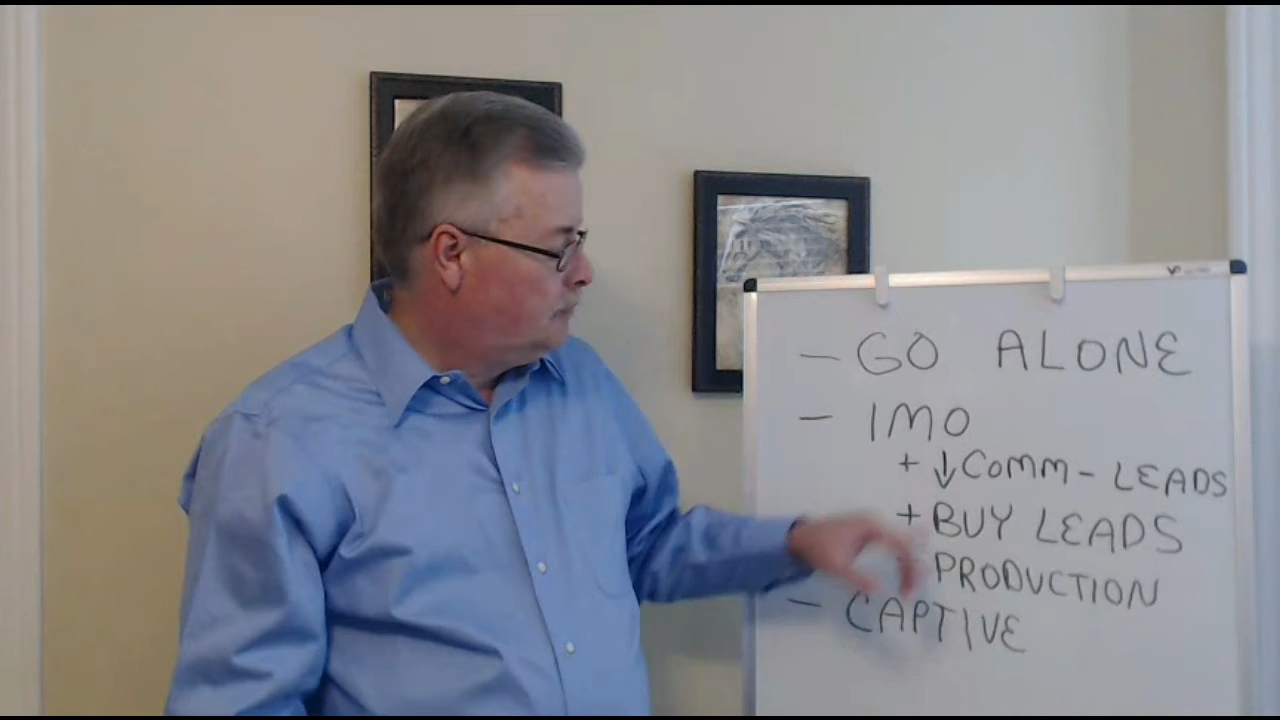 - GO ALONE
- IMO
+ ↓ COMM - LEADS
+ BUY LEADS
PRODUCTION
- CAPTIVE